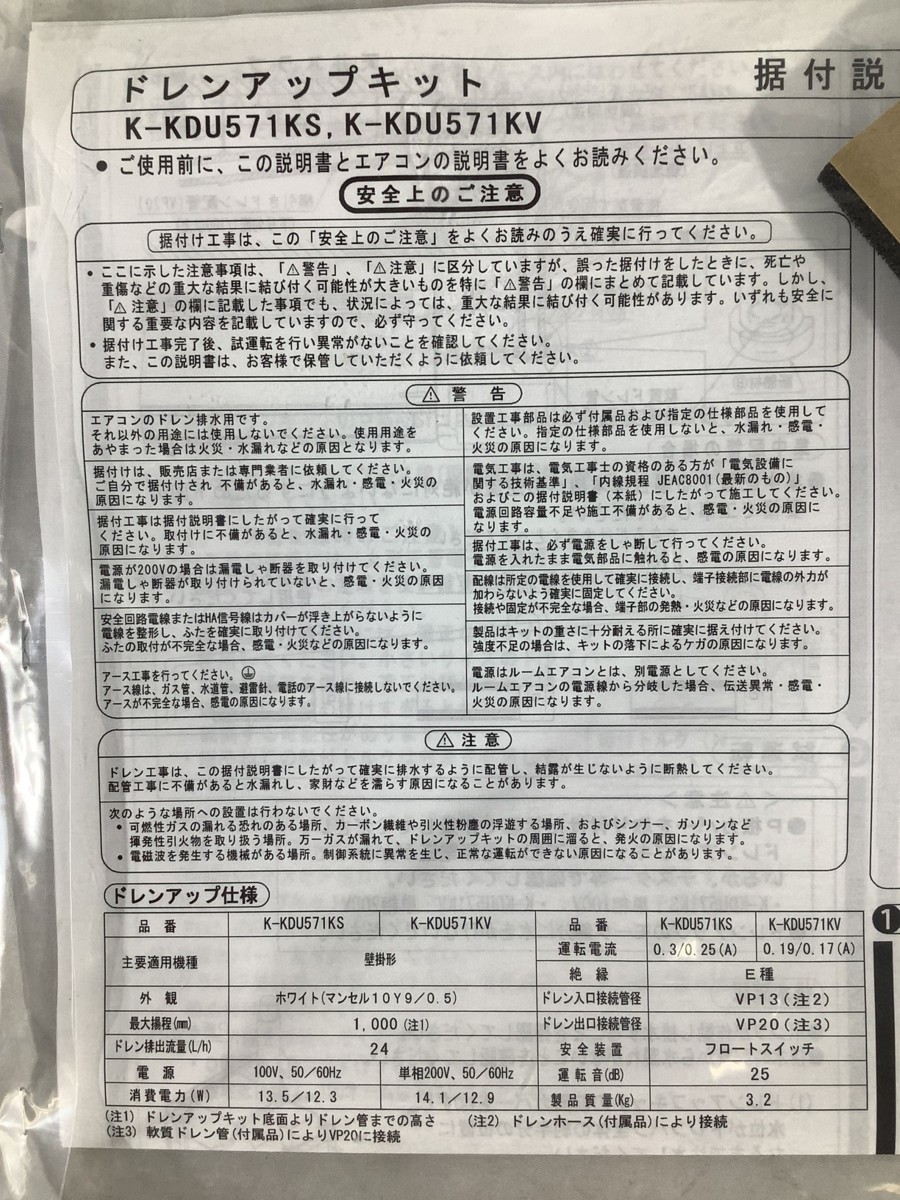 ドレンアップキット
据付説
K-KDU571KS, K-KDU571KV
● ご使用前に、この説明書とエアコンの説明書をよくお読みください。
安全上のご注意
据付け工事は、この「安全上のご注意」をよくお読みのうえ確実に行ってください。
● ここに示した注意事項は、「⚠警告」、「⚠注意」に区分していますが、誤った据付けをしたときに、死亡や
重傷などの重大な結果に結び付く可能性が大きいものを特に「⚠警告」の欄にまとめて記載しています。しかし、
「⚠ 注意」の欄に記載した事項でも、状況によっては、重大な結果に結び付く可能性があります。いずれも安全に
関する重要な内容を記載していますので、必ず守ってください。
● 据付け工事完了後、試運転を行い異常がないことを確認してください。
また、この説明書は、お客様で保管していただくように依頼してください。
⚠ 警 告
エアコンのドレン排水用です。
それ以外の用途には使用しないでください。使用用途を
あやまった場合は火災・水漏れなどの原因となります。
据付けは、販売店または専門業者に依頼してください。
ご自分で据付けされ 不備があると、水漏れ・感電・火災の
原因になります。
据付工事は据付説明書にしたがって確実に行って
ください。取付けに不備があると、水漏れ・感電・火災の
原因になります。
電源が200Vの場合は漏電しゃ断器を取り付けてください。
漏電しゃ断器が取り付けられていないと、感電・火災の原因
になります。
安全回路電線またはHA信号線はカバーが浮き上がらないように
電線を整形し、ふたを確実に取り付けてください。
ふたの取付が不完全な場合、感電・火災などの原因になります。
アース工事を行ってください。
アース線は、ガス管、水道管、避雷針、電話のアース線に接続しないでください。
アースが不完全な場合、感電の原因になります。
設置工事部品は必ず付属品および指定の仕様部品を使用して
ください。指定の仕様部品を使用しないと、水漏れ・感電・
火災の原因になります。
電気工事は、電気工事士の資格のある方が「電気設備に
関する技術基準」、「内線規程 JEAC8001(最新のもの)」
およびこの据付説明書（本紙）にしたがって施工してください。
電源回路容量不足や施工不備があると、感電・火災の原因に
なります。
据付工事は、必ず電源をしゃ断して行ってください。
電源を入れたまま電気部品に触れると、感電の原因になります。
配線は所定の電線を使用して確実に接続し、端子接続部に電線の外力が
加わらないよう確実に固定してください。
接続や固定が不完全な場合、端子部の発熱・火災などの原因になります。
製品はキットの重さに十分耐える所に確実に据え付けてください。
強度不足の場合は、キットの落下によるケガの原因になります。
電源はルームエアコンとは、別電源としてください。
ルームエアコンの電源線から分岐した場合、伝送異常・感電・
火災の原因になります。
⚠ 注 意
ドレン工事は、この据付説明書にしたがって確実に排水するように配管し、結露が生じないように断熱してください。
配管工事に不備があると水漏れし、家財などを濡らす原因になることがあります。
次のような場所への設置は行わないでください。
● 可燃性ガスの漏れる恐れのある場所、カーボン繊維や引火性粉塵の浮遊する場所、およびシンナー、ガソリンなど
揮発性引火物を取り扱う場所。万一ガスが漏れて、ドレンアップキットの周囲に溜ると、発火の原因になります。
● 電磁波を発生する機械がある場所。制御系統に異常を生じ、正常な運転ができない原因になることがあります。
ドレンアップ仕様
品 番 K-KDU571KS K-KDU571KV
主要適用機種 壁掛形
外 観 ホワイト(マンセル10Y9/0.5)
最大揚程(mm) 1,000 (注1)
ドレン排出流量(L/h) 24
電 源 100V、50/60Hz 単相200V、50/60Hz
消費電力(W) 13.5/12.3 14.1/12.9
品 番 K-KDU571KS K-KDU571KV
運転電流 0.3/0.25(A) 0.19/0.17(A)
絶 縁 E種
ドレン入口接続管径 VP13(注2)
ドレン出口接続管径 VP20(注3)
安全装置 フロートスイッチ
運転音(dB) 25
製品質量(Kg) 3.2
(注1) ドレンアップキット底面よりドレン管までの高さ (注2) ドレンホース(付属品)により接続
(注3) 軟質ドレン管(付属品)によりVP20に接続
1